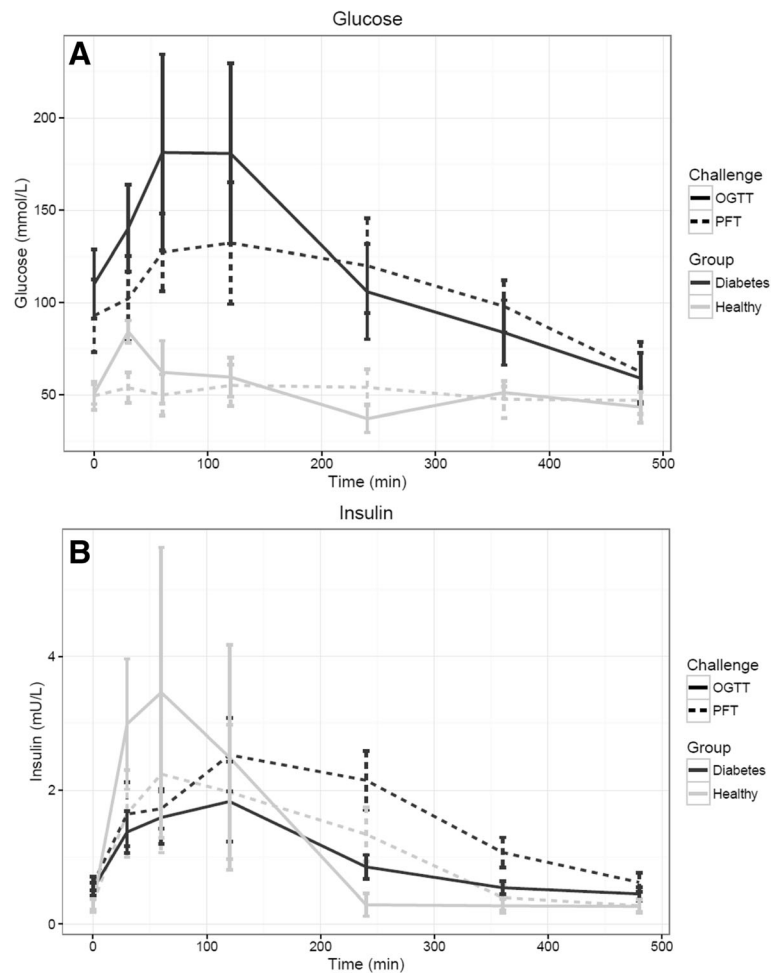 Glucose
A
200
150
100
50
Glucose (mmol/L)
0 100 200 300 400 500
Time (min)
Challenge
OGTT
PFT
Group
Diabetes
Healthy
Insulin
B
4
2
0
Insulin (mU/L)
0 100 200 300 400 500
Time (min)
Challenge
OGTT
PFT
Group
Diabetes
Healthy